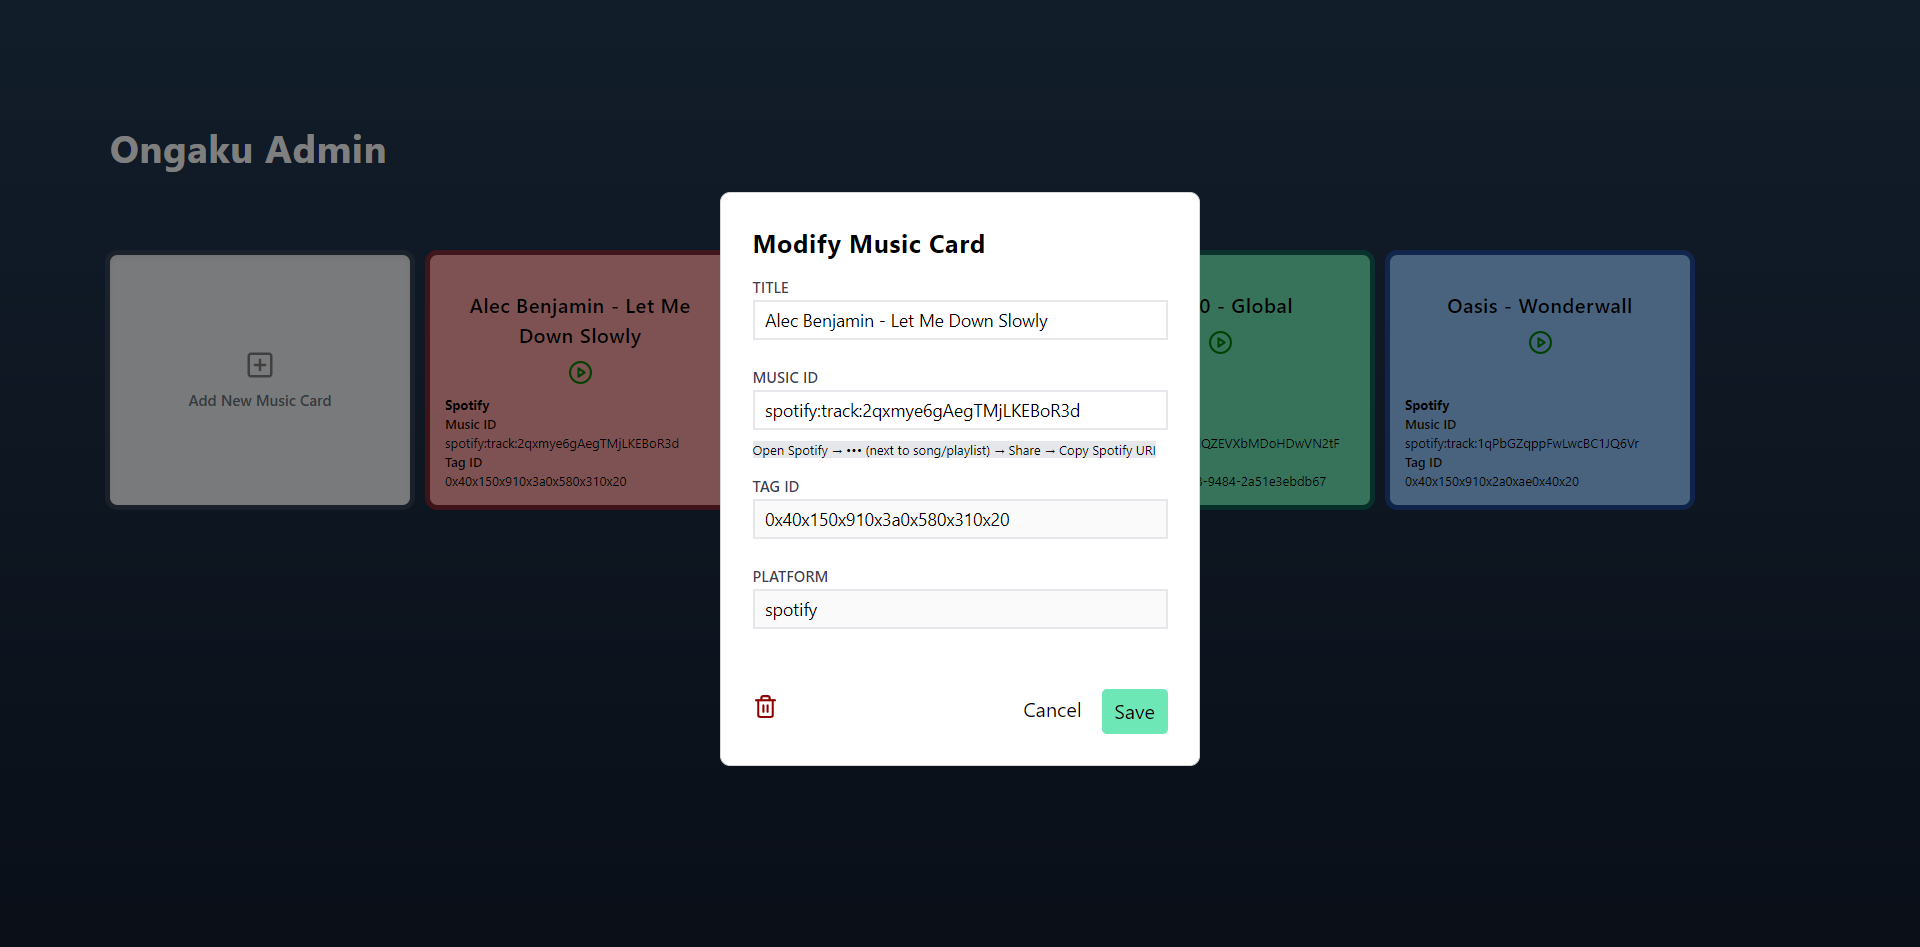 Ongaku Admin
Add New Music Card
Alec Benjamin - Let Me
Down Slowly
Spotify
Music ID
spotify:track:2qxmye6gAegTMjLKEBoR3d
Tag ID
0x40x150x910x3a0x580x310x20
Modify Music Card
TITLE
Alec Benjamin - Let Me Down Slowly
MUSIC ID
spotify:track:2qxmye6gAegTMjLKEBoR3d
Open Spotify → ••• (next to song/playlist) → Share → Copy Spotify URI
TAG ID
0x40x150x910x3a0x580x310x20
PLATFORM
spotify
Cancel
Save
0 - Global
QZEVXbMDoHDwVN2tF
-9484-2a51e3ebdb67
Oasis - Wonderwall
Spotify
Music ID
spotify:track:1qPbGZqppFwLwcBC1JQ6Vr
Tag ID
0x40x150x910x2a0xae0x40x20